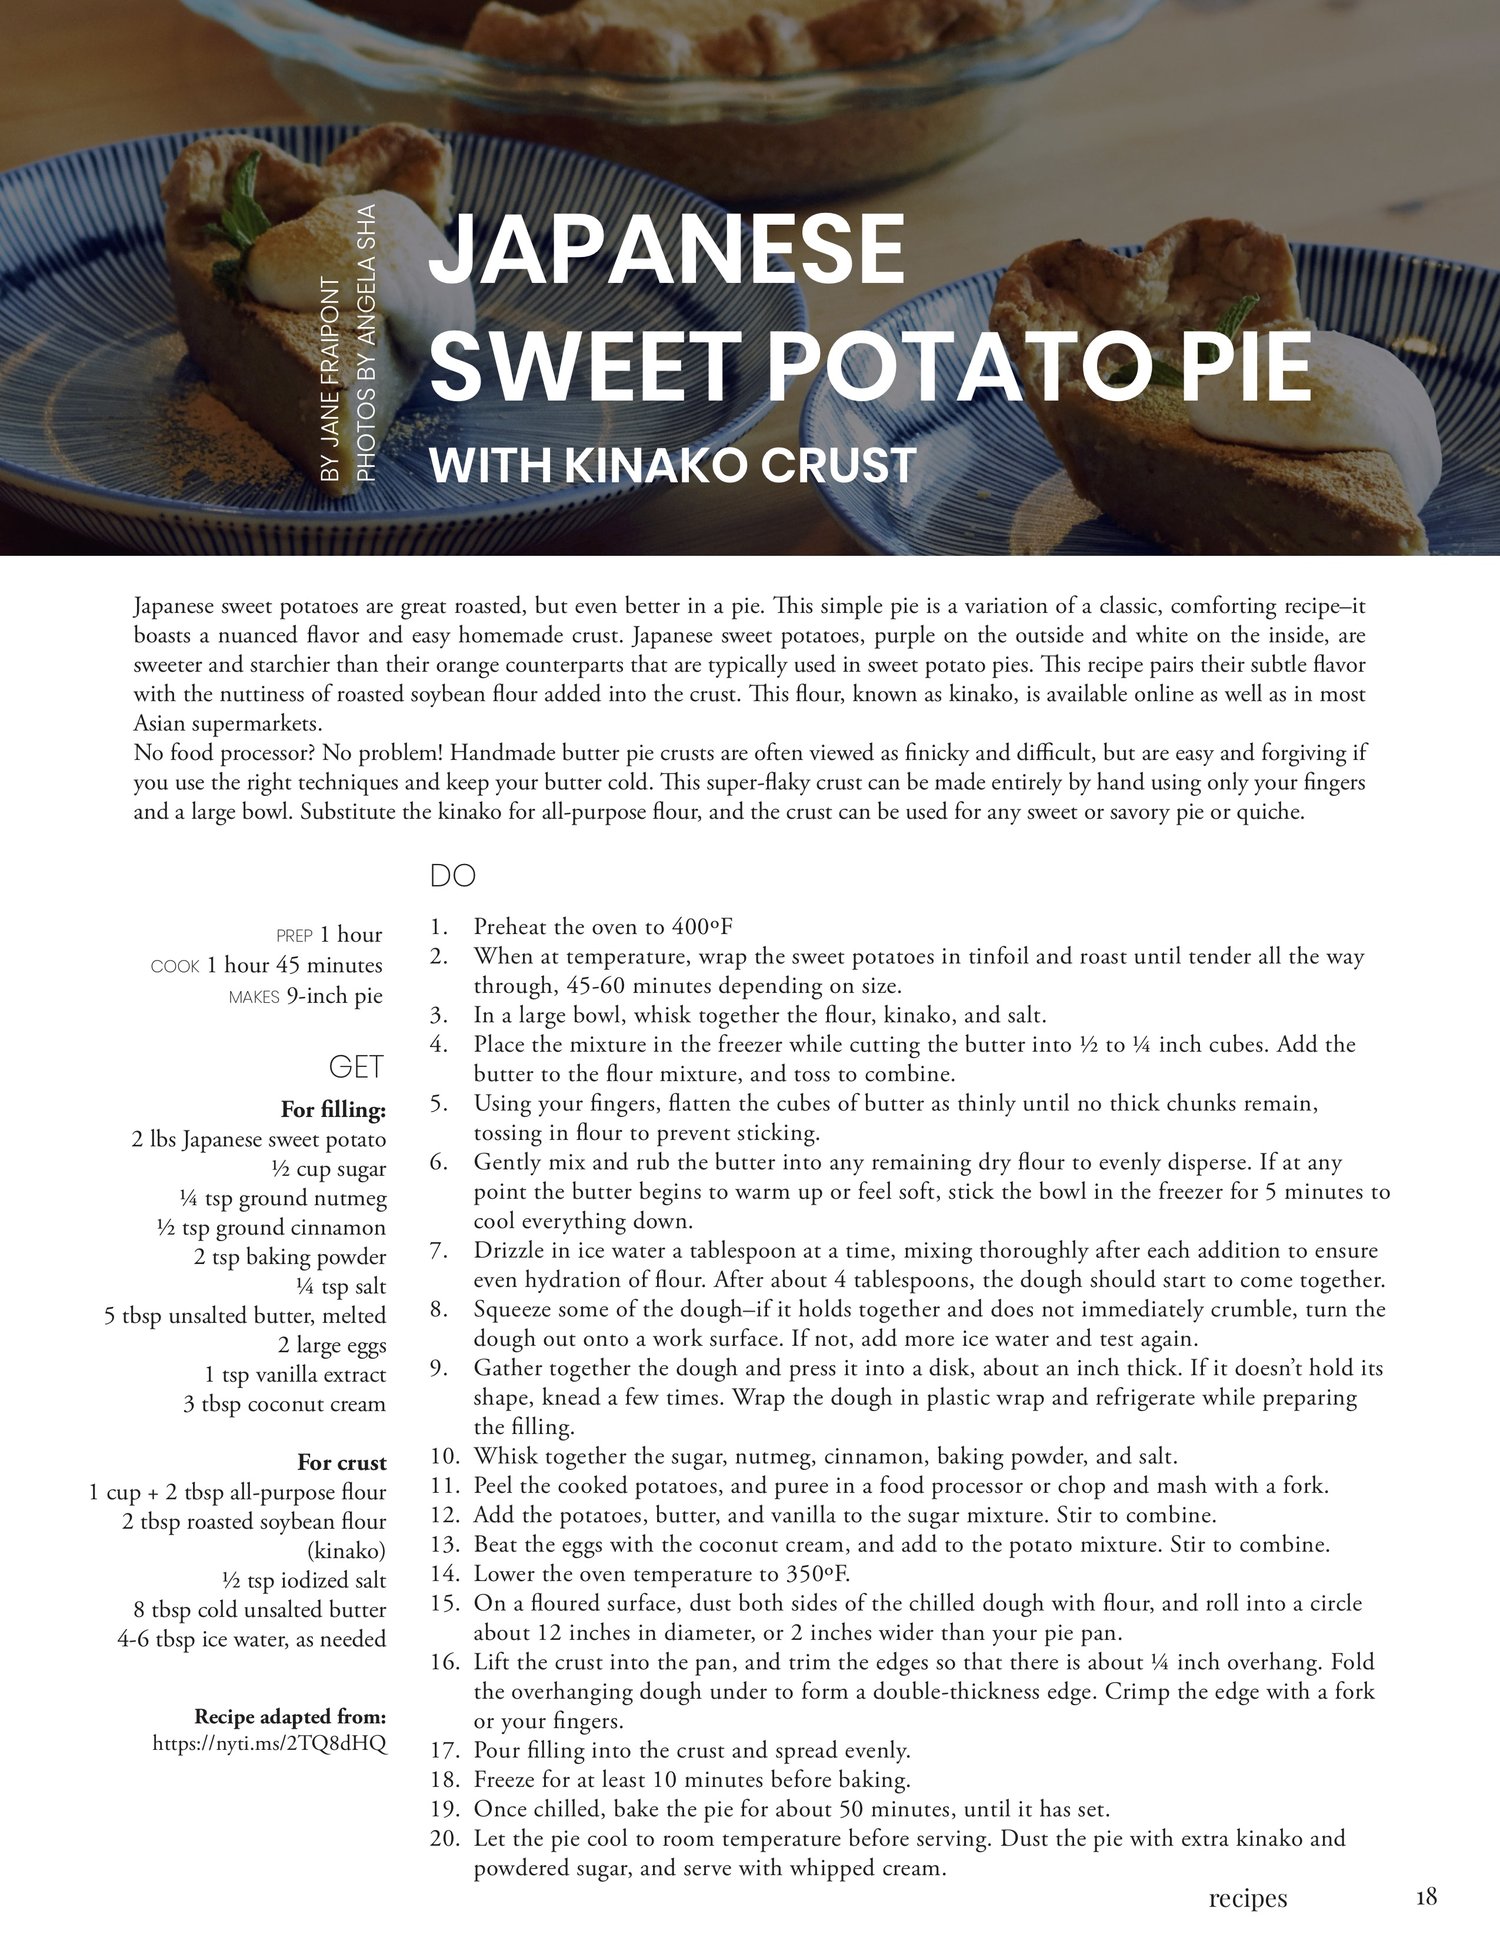 BY JANE FRAIPONT
PHOTOS BY ANGELA SHA
JAPANESE
SWEET POTATO PIE
WITH KINAKO CRUST
Japanese sweet potatoes are great roasted, but even better in a pie. This simple pie is a variation of a classic, comforting recipe–it
boasts a nuanced flavor and easy homemade crust. Japanese sweet potatoes, purple on the outside and white on the inside, are
sweeter and starchier than their orange counterparts that are typically used in sweet potato pies. This recipe pairs their subtle flavor
with the nuttiness of roasted soybean flour added into the crust. This flour, known as kinako, is available online as well as in most
Asian supermarkets.
No food processor? No problem! Handmade butter pie crusts are often viewed as finicky and difficult, but are easy and forgiving if
you use the right techniques and keep your butter cold. This super-flaky crust can be made entirely by hand using only your fingers
and a large bowl. Substitute the kinako for all-purpose flour, and the crust can be used for any sweet or savory pie or quiche.
PREP 1 hour
COOK 1 hour 45 minutes
MAKES 9-inch pie
GET
For filling:
2 lbs Japanese sweet potato
½ cup sugar
¼ tsp ground nutmeg
½ tsp ground cinnamon
2 tsp baking powder
¼ tsp salt
5 tbsp unsalted butter, melted
2 large eggs
1 tsp vanilla extract
3 tbsp coconut cream
For crust
1 cup + 2 tbsp all-purpose flour
2 tbsp roasted soybean flour
(kinako)
½ tsp iodized salt
8 tbsp cold unsalted butter
4-6 tbsp ice water, as needed
Recipe adapted from:
https://nyti.ms/2TQ8dHQ
DO
1. Preheat the oven to 400ºF
2. When at temperature, wrap the sweet potatoes in tinfoil and roast until tender all the way
through, 45-60 minutes depending on size.
3. In a large bowl, whisk together the flour, kinako, and salt.
4. Place the mixture in the freezer while cutting the butter into ½ to ¼ inch cubes. Add the
butter to the flour mixture, and toss to combine.
5. Using your fingers, flatten the cubes of butter as thinly until no thick chunks remain,
tossing in flour to prevent sticking.
6. Gently mix and rub the butter into any remaining dry flour to evenly disperse. If at any
point the butter begins to warm up or feel soft, stick the bowl in the freezer for 5 minutes to
cool everything down.
7. Drizzle in ice water a tablespoon at a time, mixing thoroughly after each addition to ensure
even hydration of flour. After about 4 tablespoons, the dough should start to come together.
8. Squeeze some of the dough–if it holds together and does not immediately crumble, turn the
dough out onto a work surface. If not, add more ice water and test again.
9. Gather together the dough and press it into a disk, about an inch thick. If it doesn’t hold its
shape, knead a few times. Wrap the dough in plastic wrap and refrigerate while preparing
the filling.
10. Whisk together the sugar, nutmeg, cinnamon, baking powder, and salt.
11. Peel the cooked potatoes, and puree in a food processor or chop and mash with a fork.
12. Add the potatoes, butter, and vanilla to the sugar mixture. Stir to combine.
13. Beat the eggs with the coconut cream, and add to the potato mixture. Stir to combine.
14. Lower the oven temperature to 350ºF.
15. On a floured surface, dust both sides of the chilled dough with flour, and roll into a circle
about 12 inches in diameter, or 2 inches wider than your pie pan.
16. Lift the crust into the pan, and trim the edges so that there is about ¼ inch overhang. Fold
the overhanging dough under to form a double-thickness edge. Crimp the edge with a fork
or your fingers.
17. Pour filling into the crust and spread evenly.
18. Freeze for at least 10 minutes before baking.
19. Once chilled, bake the pie for about 50 minutes, until it has set.
20. Let the pie cool to room temperature before serving. Dust the pie with extra kinako and
powdered sugar, and serve with whipped cream.
recipes 18